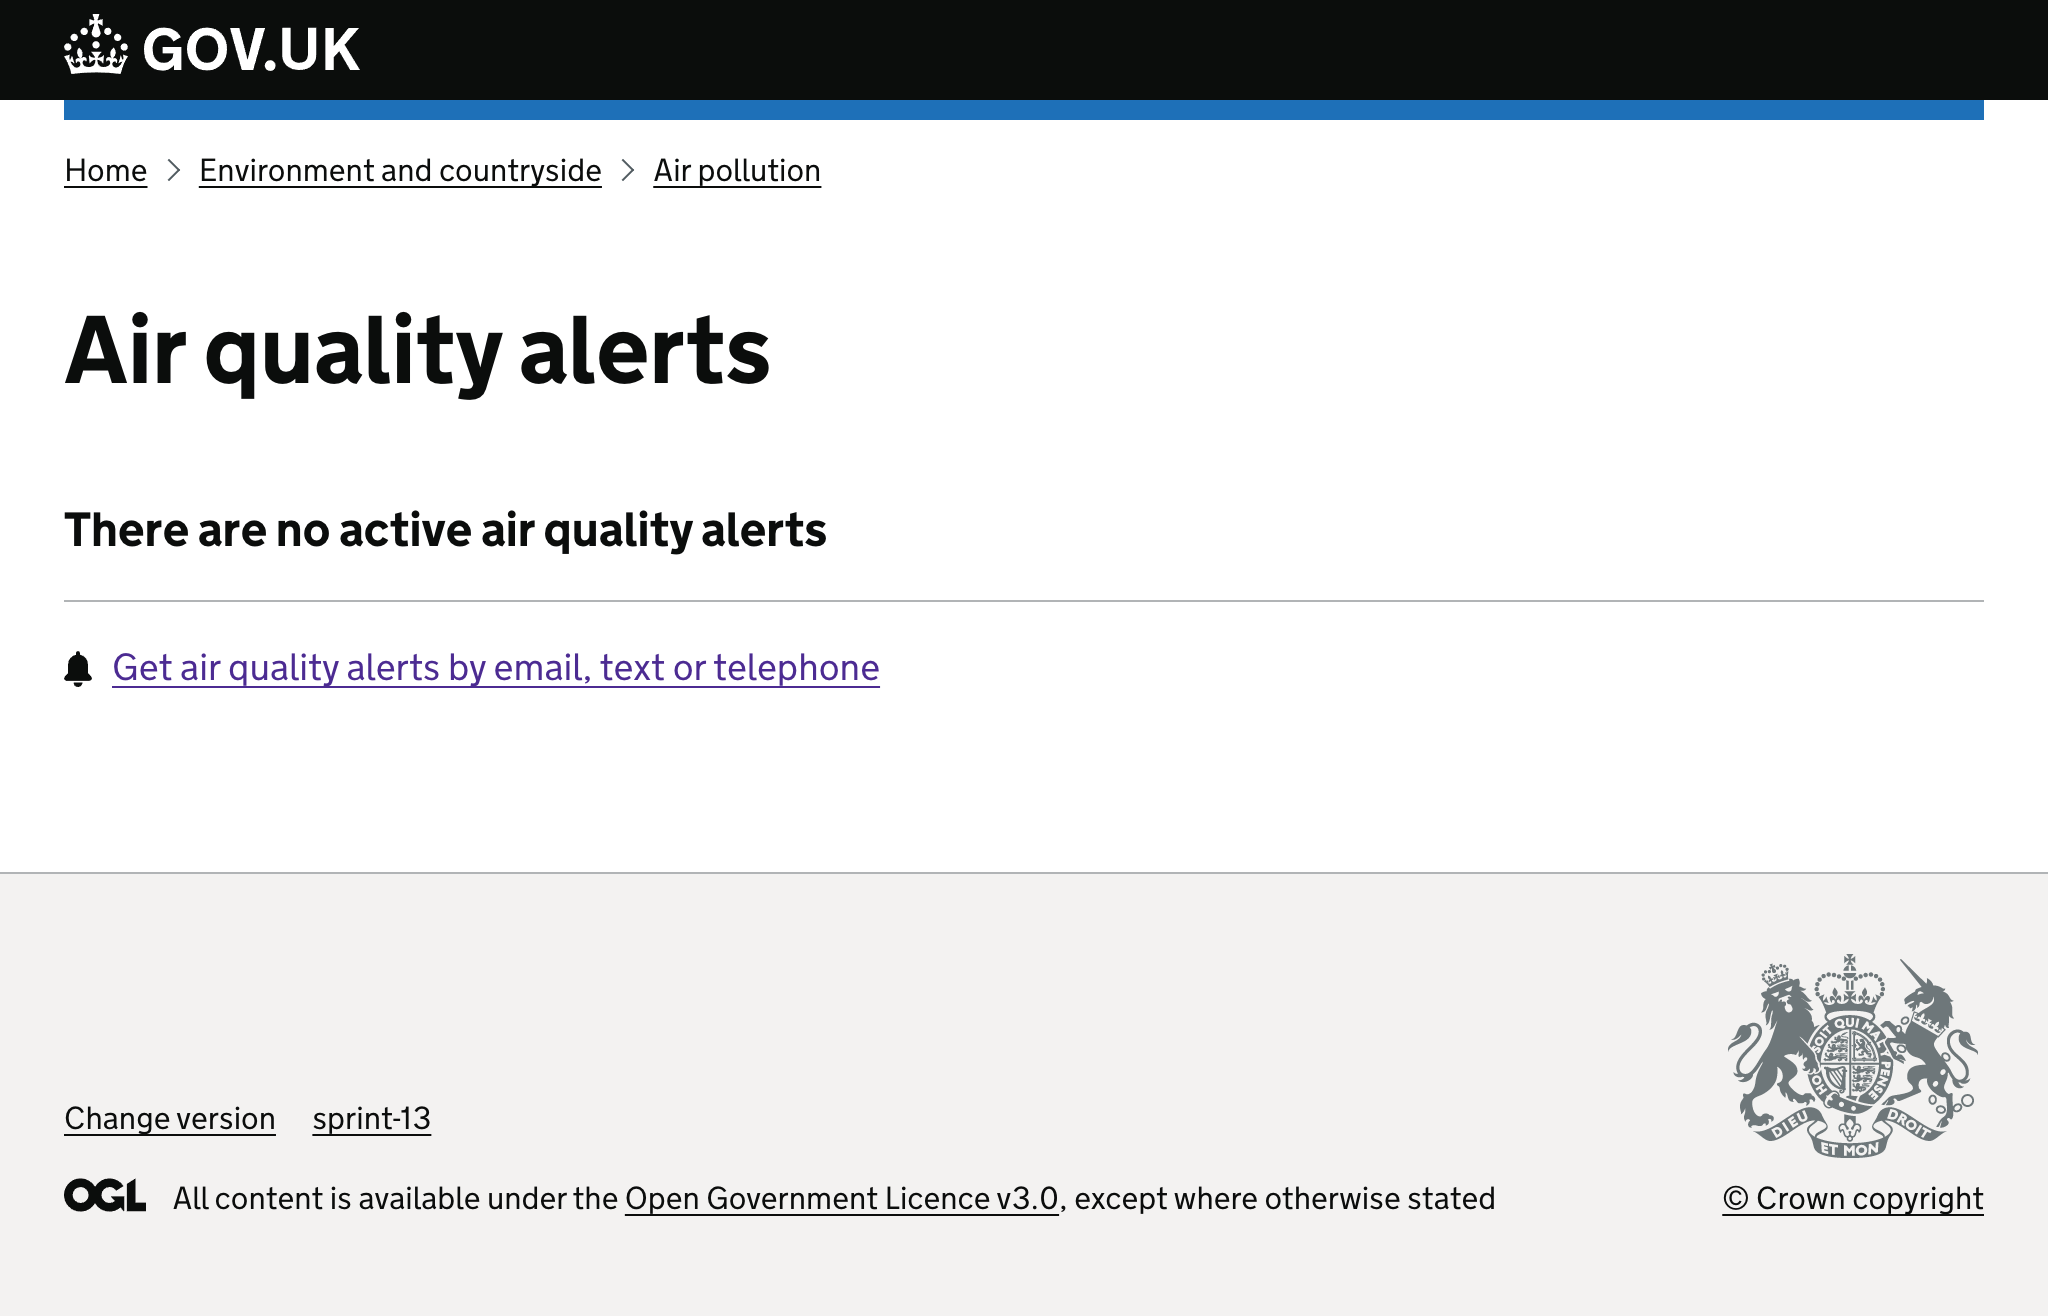 GOV.UK
Home > Environment and countryside > Air pollution
Air quality alerts
There are no active air quality alerts
Get air quality alerts by email, text or telephone
Change version sprint-13
OGL All content is available under the Open Government Licence v3.0, except where otherwise stated
SOIT QUI MAL Y PENSE HO
DIEU ET MON DROIT
© Crown copyright